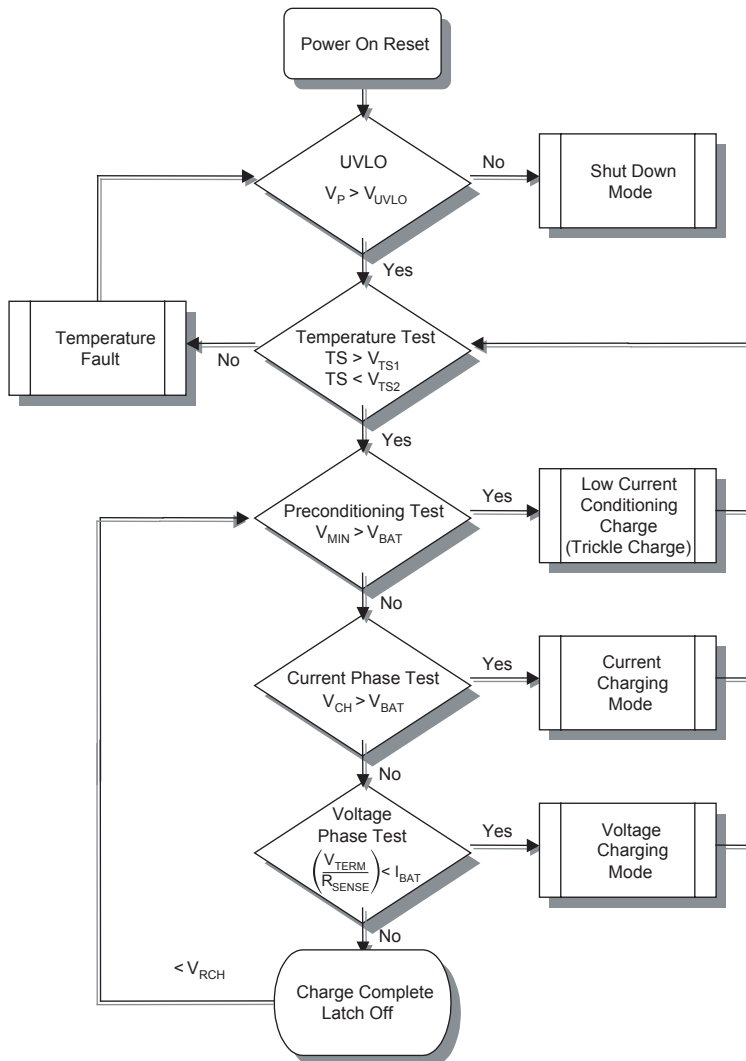 Power On Reset
UVLO
V_P > V_UVLO
No
Shut Down
Mode
Yes
Temperature
Fault
No
Temperature Test
TS > V_TS1
TS < V_TS2
Yes
Preconditioning Test
V_MIN > V_BAT
Yes
Low Current
Conditioning
Charge
(Trickle Charge)
No
Current Phase Test
V_CH > V_BAT
Yes
Current
Charging
Mode
No
Voltage
Phase Test
(V_TERM / R_SENSE) < I_BAT
Yes
Voltage
Charging
Mode
No
< V_RCH
Charge Complete
Latch Off